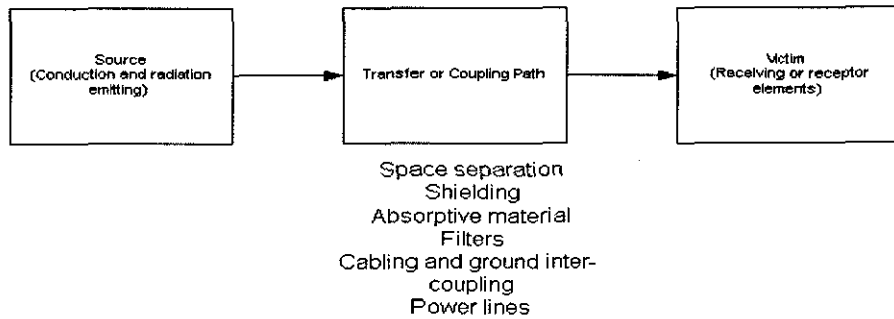 Source
(Conduction and radiation
emitting)
Transfer or Coupling Path
Victim
(Receiving or receptor
elements)
Space separation
Shielding
Absorptive material
Filters
Cabling and ground inter-
coupling
Power lines